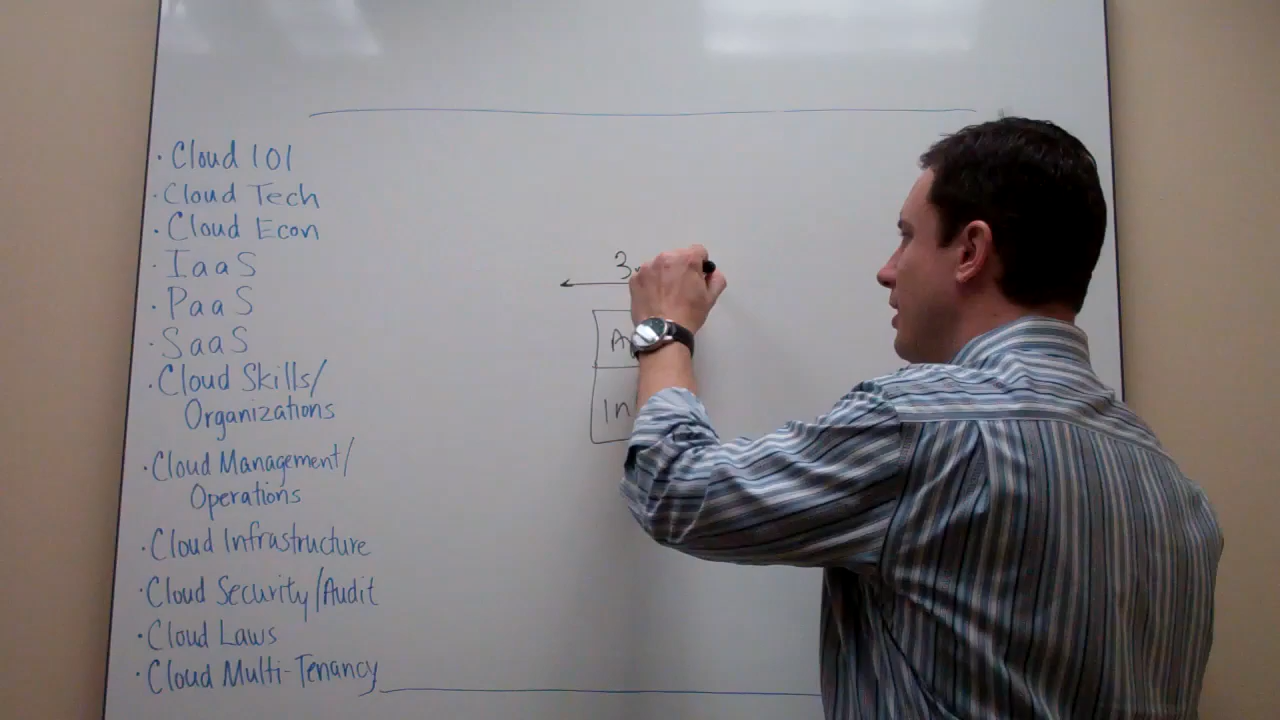 · Cloud 101
· Cloud Tech
· Cloud Econ
· IaaS
· PaaS
· SaaS
· Cloud Skills/
Organizations
· Cloud Management/
Operations
· Cloud Infrastructure
· Cloud Security/Audit
· Cloud Laws
· Cloud Multi-Tenancy
3